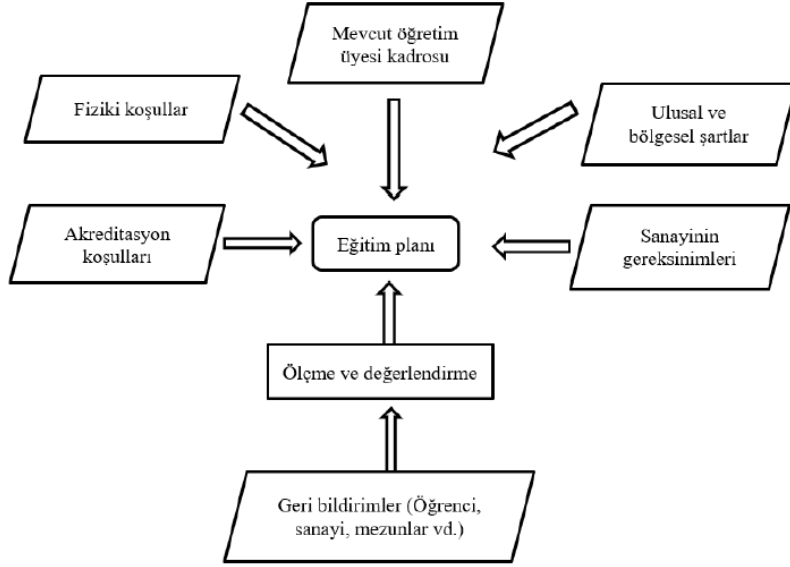 Mevcut öğretim
üyesi kadrosu
Fiziki koşullar
Ulusal ve
bölgesel şartlar
Akreditasyon
koşulları
Eğitim planı
Sanayinin
gereksinimleri
Ölçme ve değerlendirme
Geri bildirimler (Öğrenci,
sanayi, mezunlar vd.)